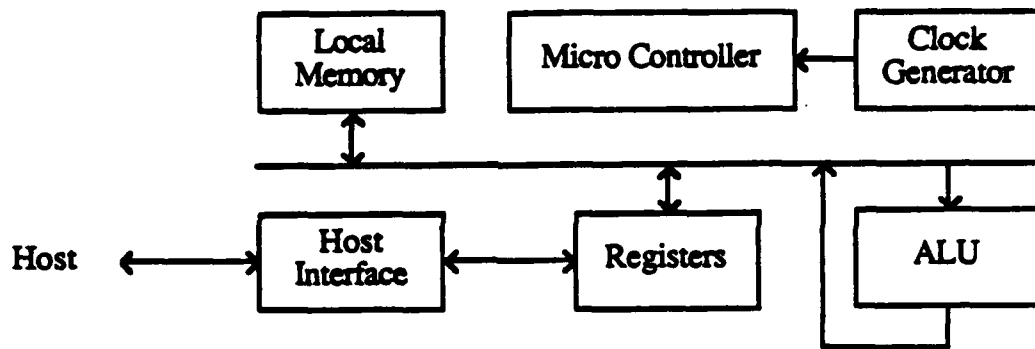 Local
Memory
Micro Controller
Clock
Generator
Host
Host
Interface
Registers
ALU